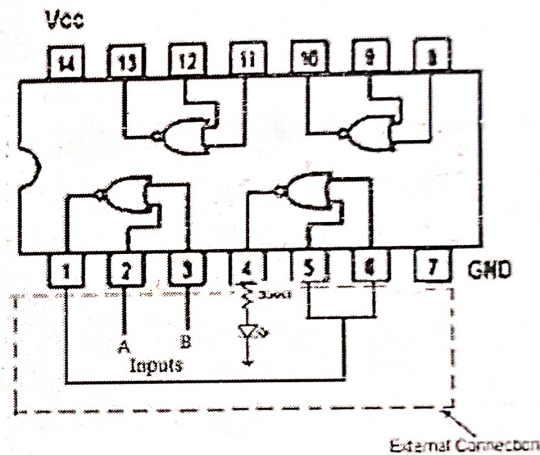 Vcc
14 13 12 11 10 9 8
1 2 3 4 5 6 7 GND
A B
Inputs
External Connection